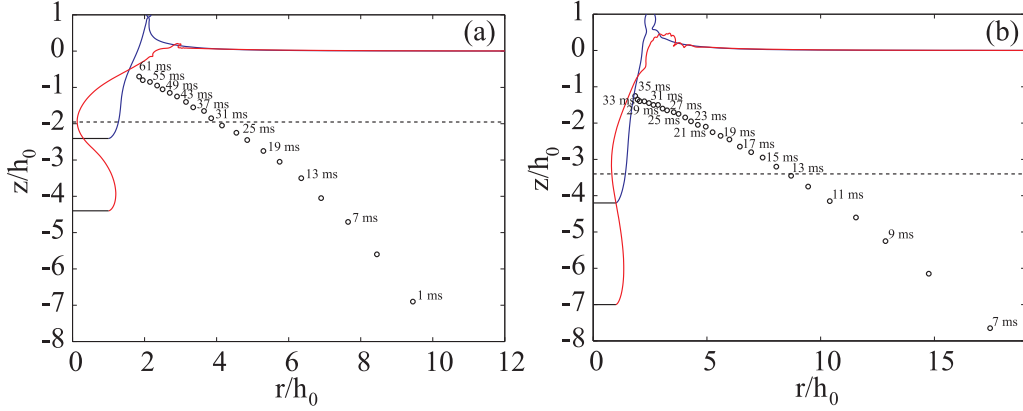 (a)
1
0
-1
-2
-3
-4
-5
-6
-7
-8
z/h0
61 ms
55 ms
49 ms
43 ms
37 ms
31 ms
25 ms
19 ms
13 ms
7 ms
1 ms
0 2 4 6 8 10 12
r/h0
(b)
1
0
-1
-2
-3
-4
-5
-6
-7
-8
z/h0
35 ms
33 ms
31 ms
29 ms
27 ms
25 ms
23 ms
21 ms
19 ms
17 ms
15 ms
13 ms
11 ms
9 ms
7 ms
0 5 10 15
r/h0